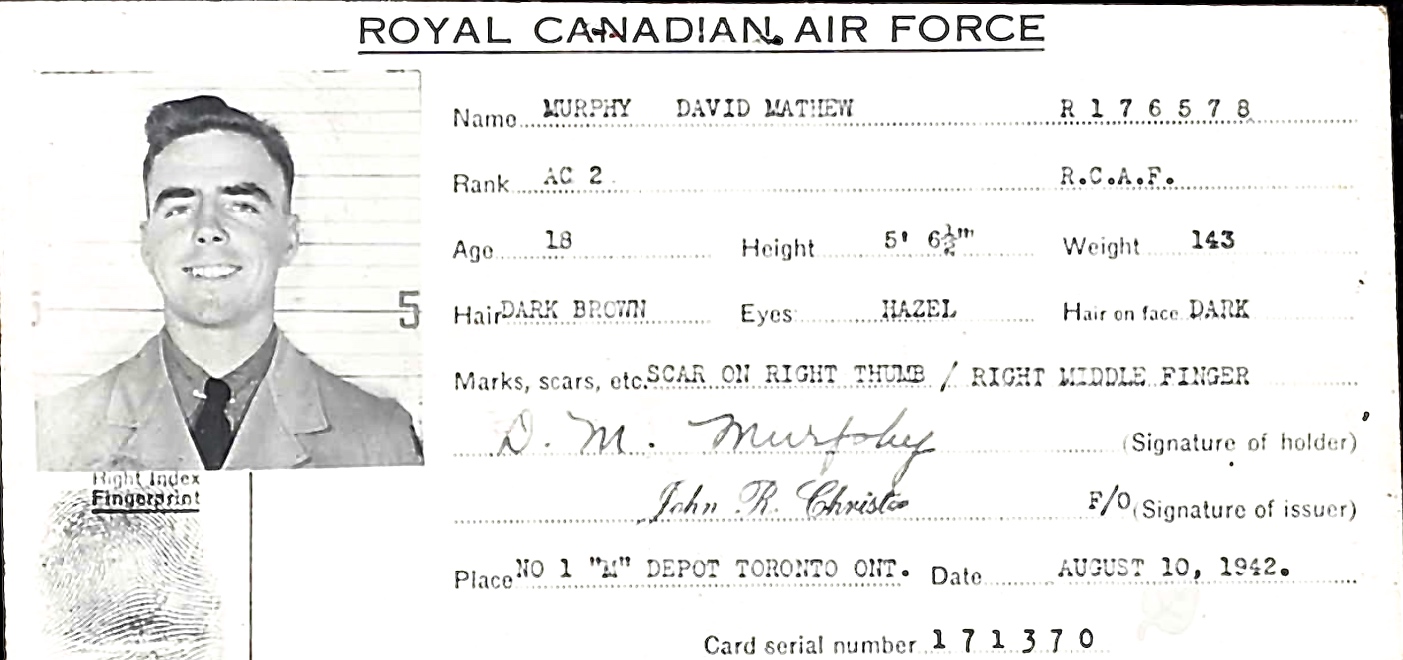 ROYAL CANADIAN AIR FORCE
Name MURPHY DAVID MATHEW R 1 7 6 5 7 8
Rank AC 2 R.C.A.F.
Age 18 Height 5' 6½" Weight 143
Hair DARK BROWN Eyes HAZEL Hair on face DARK
5
Marks, scars, etc. SCAR ON RIGHT THUMB / RIGHT MIDDLE FINGER
D. M. Murphy (Signature of holder)
Right Index
Fingerprint
John R. Christie F/O (Signature of issuer)
Place NO 1 "M" DEPOT TORONTO ONT. Date AUGUST 10, 1942.
Card serial number 1 7 1 3 7 0